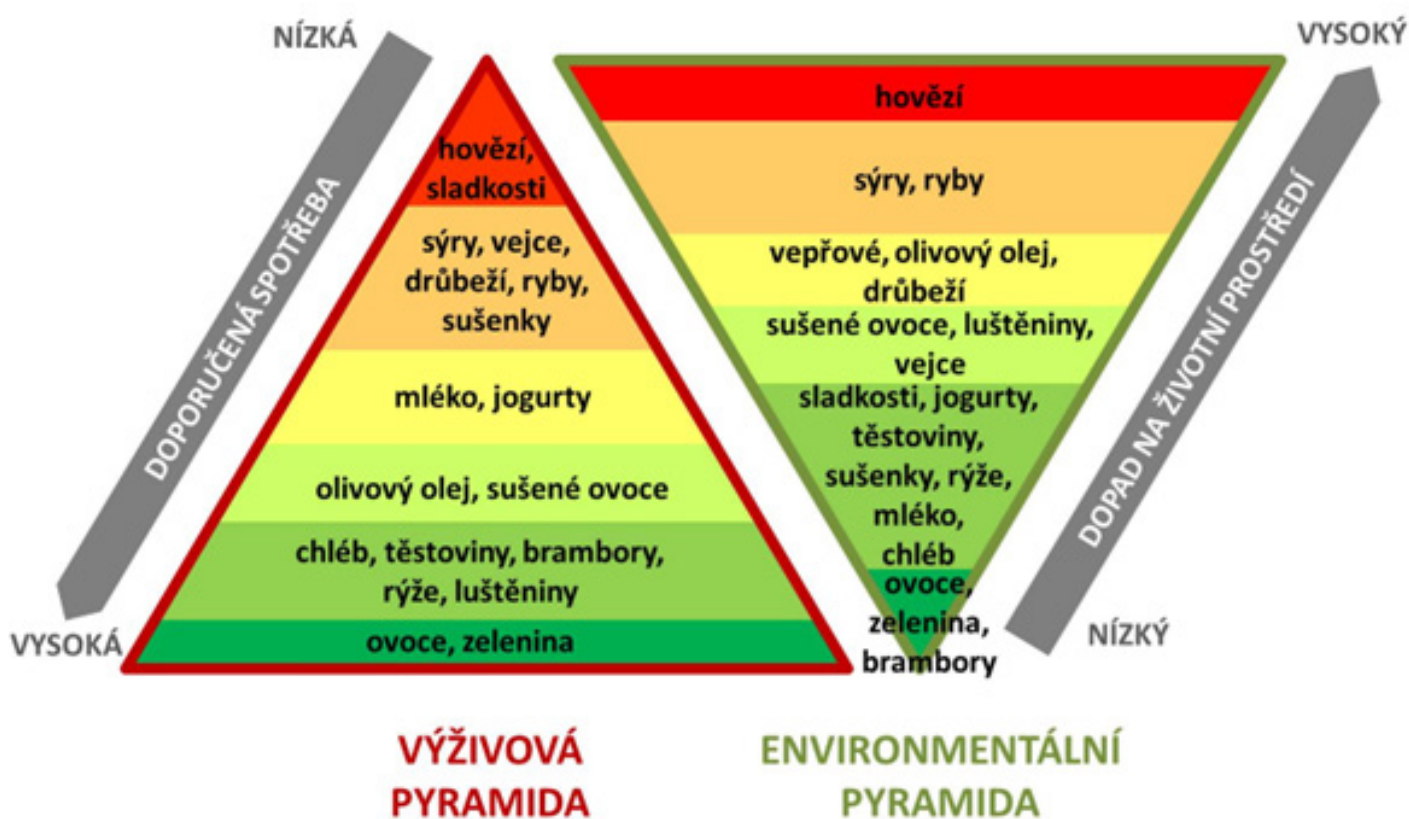 NÍZKÁ
DOPORUČENÁ SPOTŘEBA
VYSOKÁ
hovězí,
sladkosti
sýry, vejce,
drůbeží, ryby,
sušenky
mléko, jogurty
olivový olej, sušené ovoce
chléb, těstoviny, brambory,
rýže, luštěniny
ovoce, zelenina
VÝŽIVOVÁ
PYRAMIDA
VYSOKÝ
DOPAD NA ŽIVOTNÍ PROSTŘEDÍ
NÍZKÝ
hovězí
sýry, ryby
vepřové, olivový olej,
drůbeží
sušené ovoce, luštěniny,
vejce
sladkosti, jogurty,
těstoviny,
sušenky, rýže,
mléko,
chléb
ovoce,
zelenina,
brambory
ENVIRONMENTÁLNÍ
PYRAMIDA